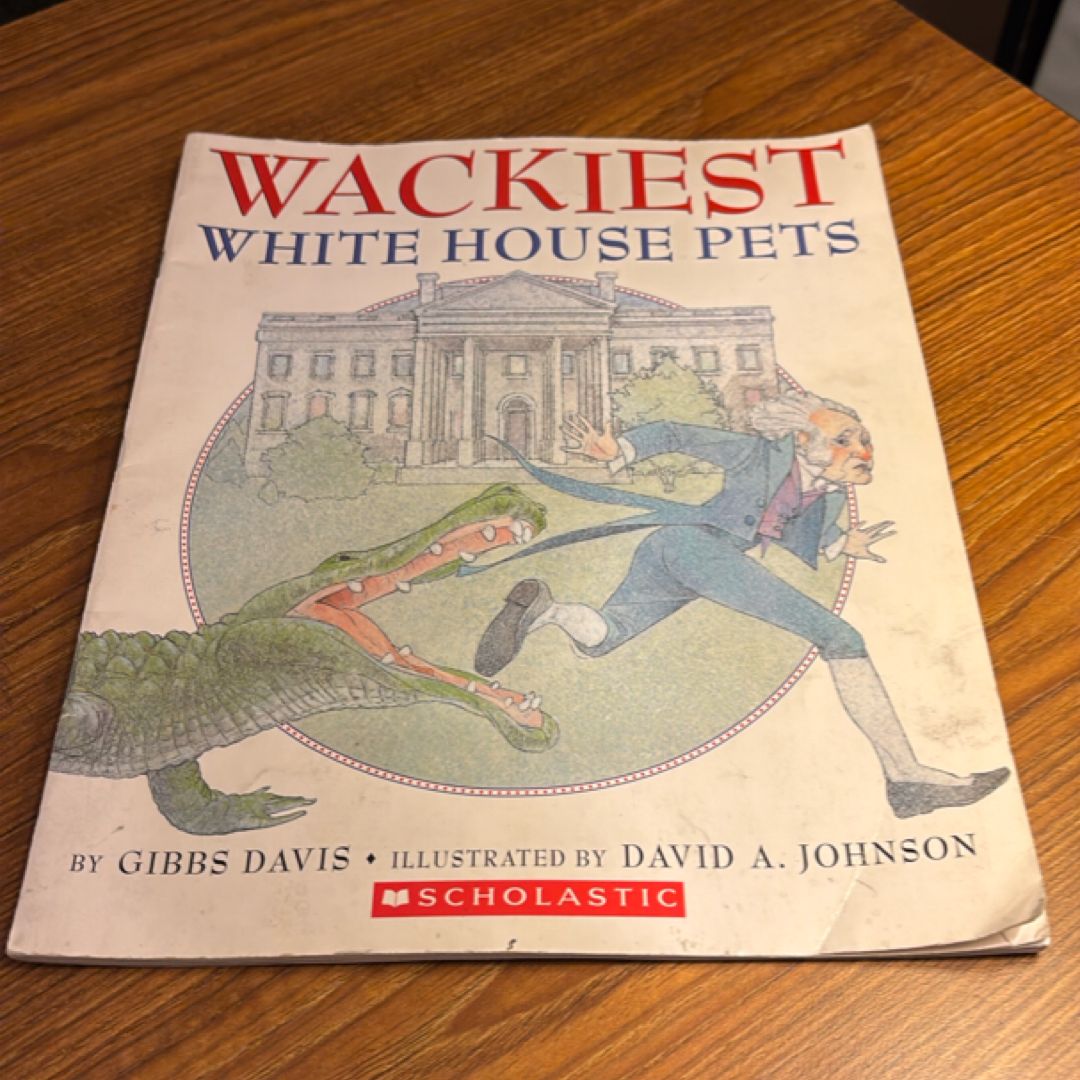 WACKIEST
WHITE HOUSE PETS
BY GIBBS DAVIS • ILLUSTRATED BY DAVID A. JOHNSON
SCHOLASTIC